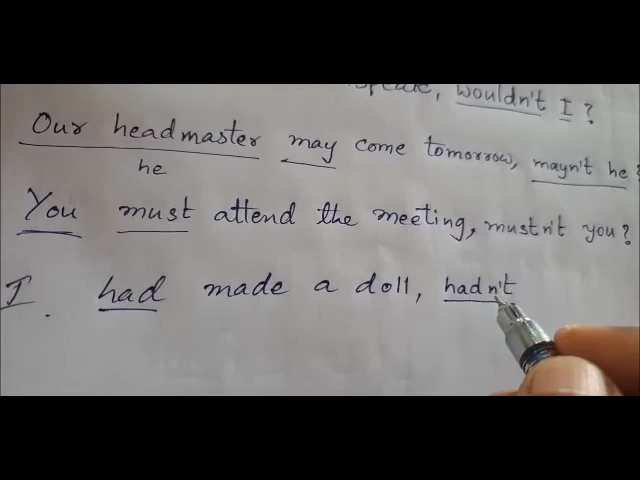 wouldn't I?
Our headmaster may come tomorrow, mayn't he?
he
You must attend the meeting, mustn't you?
I had made a doll, hadn't